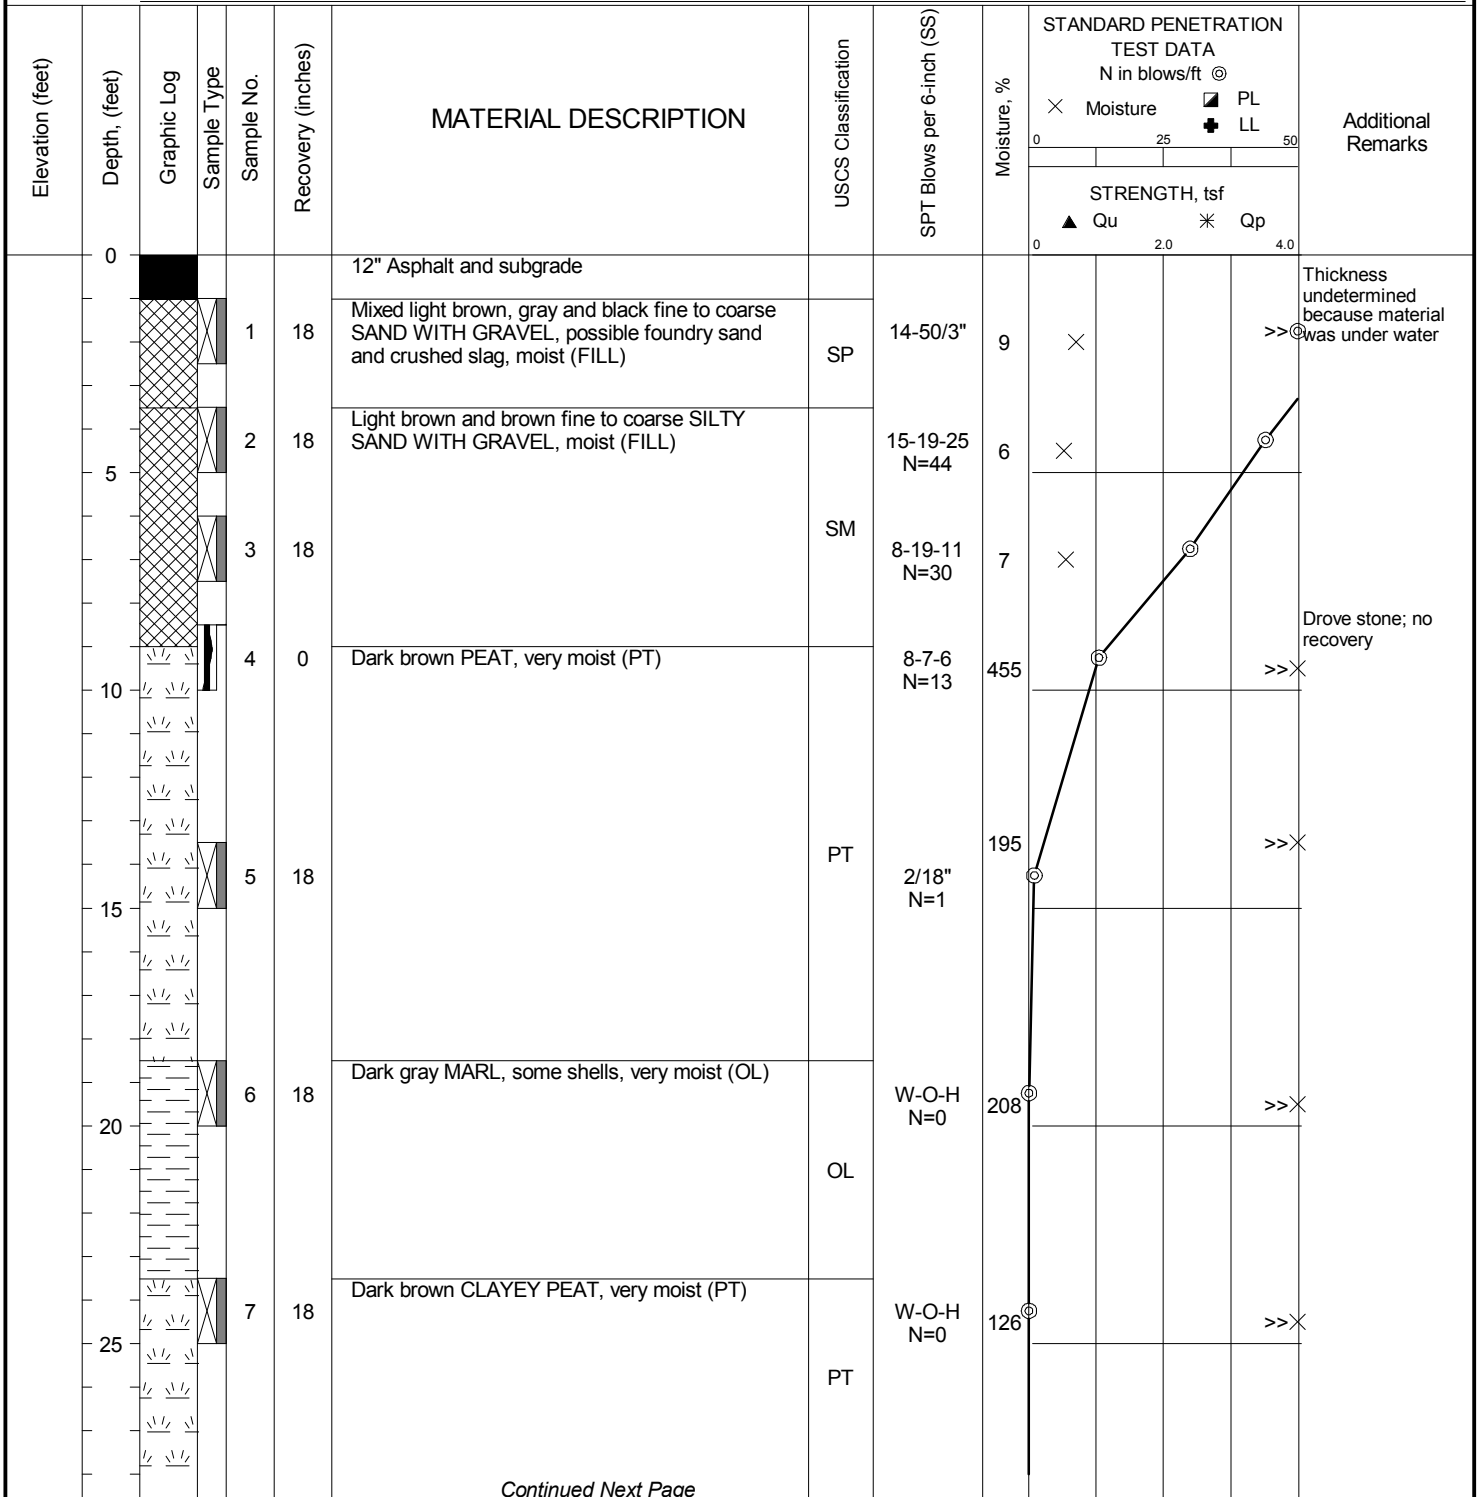 Elevation (feet)
Depth, (feet)
Graphic Log
Sample Type
Sample No.
Recovery (inches)
MATERIAL DESCRIPTION
USCS Classification
SPT Blows per 6-inch (SS)
Moisture, %
STANDARD PENETRATION
TEST DATA
N in blows/ft
Moisture
PL
LL
0 25 50
STRENGTH, tsf
Qu Qp
0 2.0 4.0
Additional
Remarks
0
12" Asphalt and subgrade
Thickness
undetermined
because material
was under water
1 18
Mixed light brown, gray and black fine to coarse
SAND WITH GRAVEL, possible foundry sand
and crushed slag, moist (FILL)
SP
14-50/3"
9
>>
2 18
Light brown and brown fine to coarse SILTY
SAND WITH GRAVEL, moist (FILL)
15-19-25
N=44
6
5
SM
3 18
8-19-11
N=30
7
Drove stone; no
recovery
4 0
Dark brown PEAT, very moist (PT)
8-7-6
N=13
455
>>
10
PT
195
>>
5 18
2/18"
N=1
15
Dark gray MARL, some shells, very moist (OL)
6 18
W-O-H
N=0
208
>>
20
OL
Dark brown CLAYEY PEAT, very moist (PT)
7 18
W-O-H
N=0
126
>>
25
PT
Continued Next Page